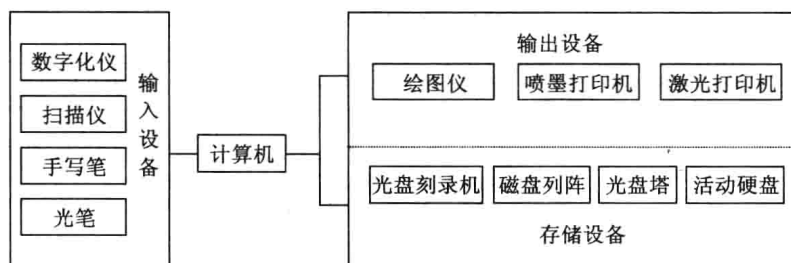 数字化仪
扫描仪
手写笔
光笔
输入设备
计算机
输出设备
绘图仪
喷墨打印机
激光打印机
光盘刻录机
磁盘列阵
光盘塔
活动硬盘
存储设备